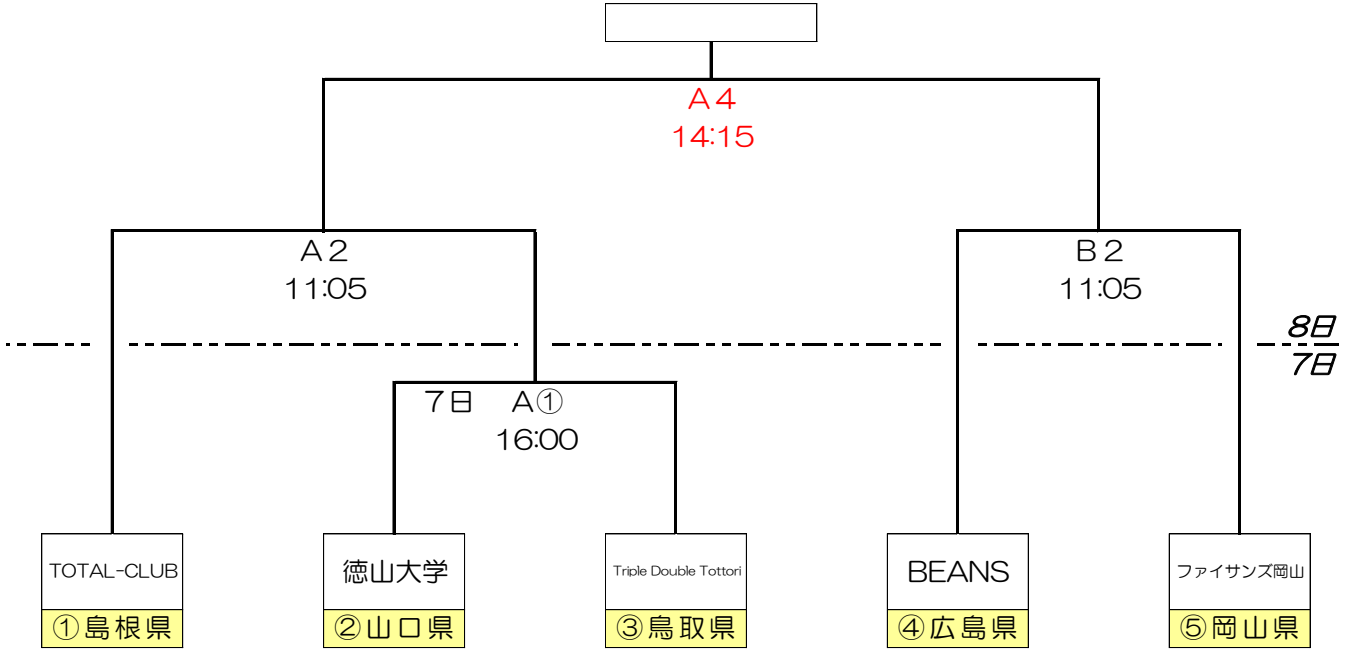 A4
14:15
A2
11:05
B2
11:05
8日
7日
7日 A①
16:00
TOTAL-CLUB
徳山大学
Triple Double Tottori
BEANS
ファイサンズ岡山
①島根県
②山口県
③鳥取県
④広島県
⑤岡山県